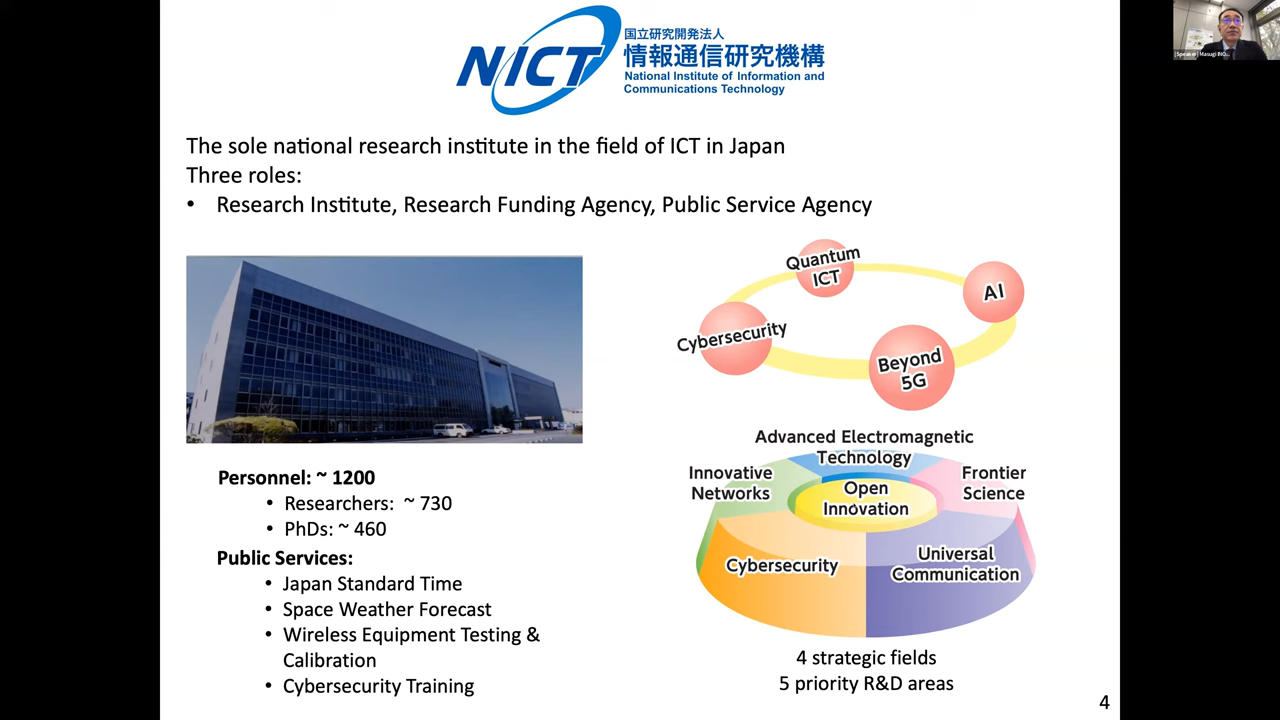 NICT
国立研究開発法人
情報通信研究機構
National Institute of Information and
Communications Technology
The sole national research institute in the field of ICT in Japan
Three roles:
• Research Institute, Research Funding Agency, Public Service Agency
Quantum
ICT
AI
Cybersecurity
Beyond
5G
Personnel: ~ 1200
• Researchers: ~ 730
• PhDs: ~ 460
Public Services:
• Japan Standard Time
• Space Weather Forecast
• Wireless Equipment Testing &
Calibration
• Cybersecurity Training
Advanced Electromagnetic
Technology
Innovative
Networks
Frontier
Science
Open
Innovation
Cybersecurity
Universal
Communication
4 strategic fields
5 priority R&D areas
4